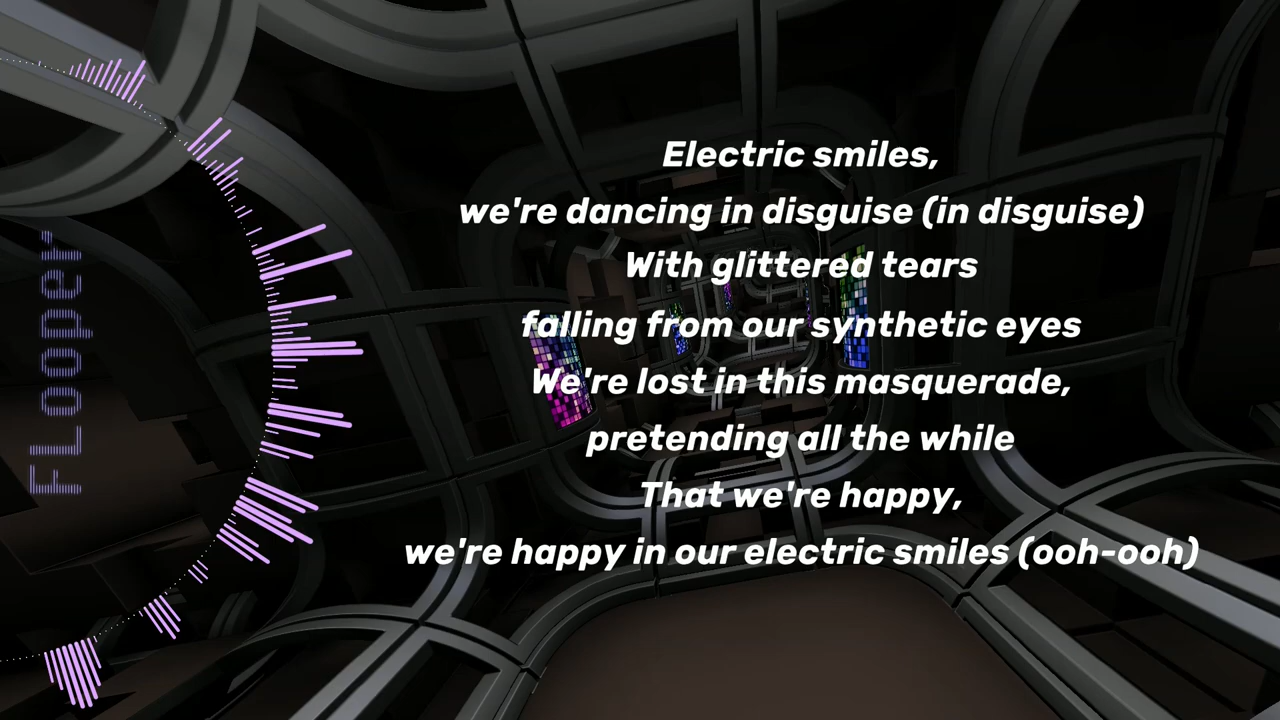 FLooper
Electric smiles,
we're dancing in disguise (in disguise)
With glittered tears
falling from our synthetic eyes
We're lost in this masquerade,
pretending all the while
That we're happy,
we're happy in our electric smiles (ooh-ooh)